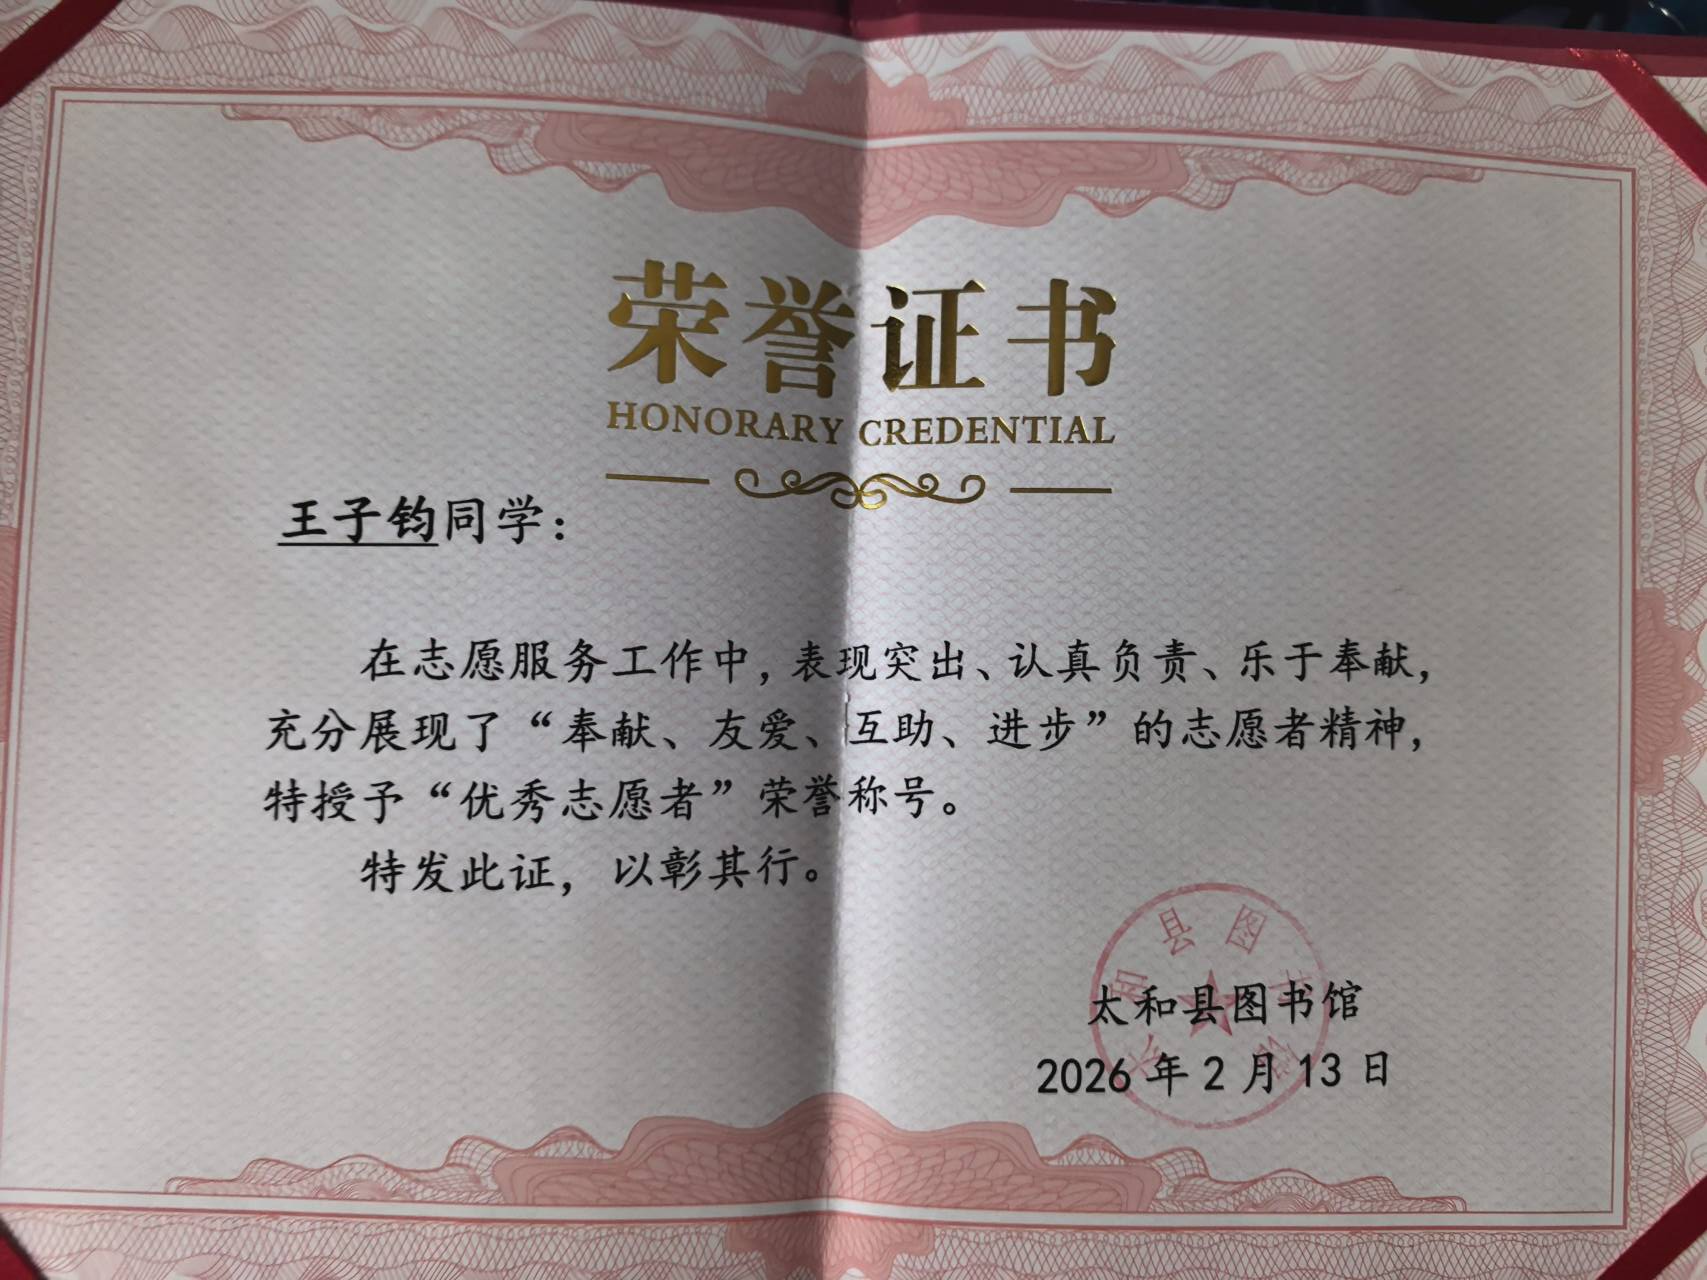 荣誉证书
HONORARY CREDENTIAL
王子钧同学：
在志愿服务工作中，表现突出、认真负责、乐于奉献，
充分展现了“奉献、友爱、互助、进步”的志愿者精神，
特授予“优秀志愿者”荣誉称号。
特发此证，以彰其行。
太和县图书馆
2026年2月13日